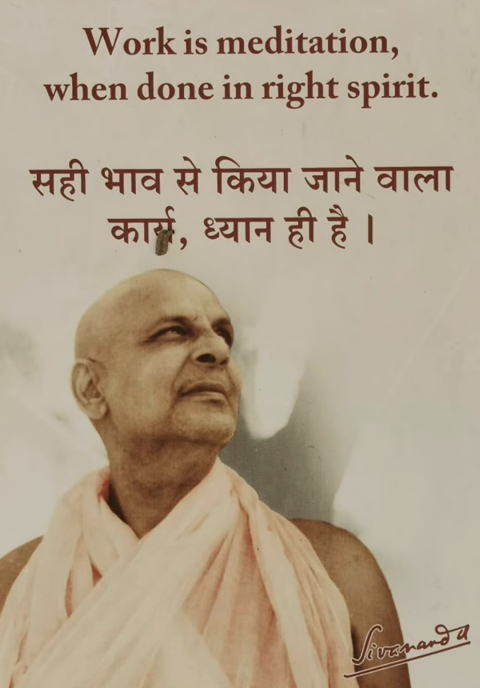 Work is meditation,
when done in right spirit.
सही भाव से किया जाने वाला
कार्य, ध्यान ही है ।
Sivananda